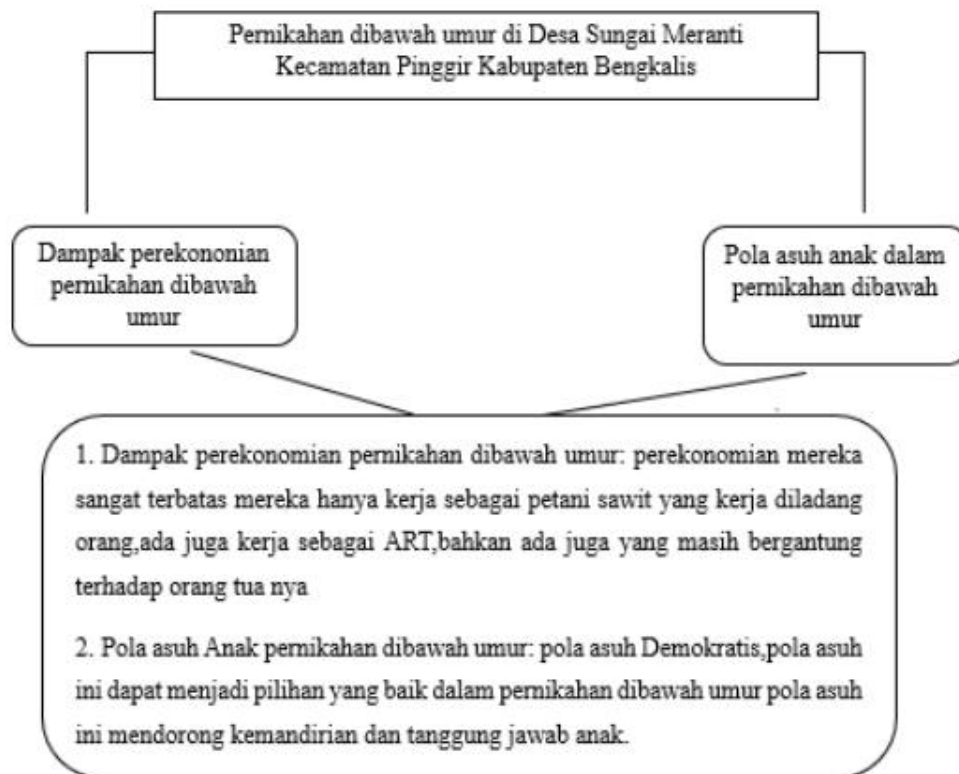 Pernikahan dibawah umur di Desa Sungai Meranti
Kecamatan Pinggir Kabupaten Bengkalis
Dampak perekononian
pernikahan dibawah
umur
Pola asuh anak dalam
pernikahan dibawah
umur
1. Dampak perekonomian pernikahan dibawah umur: perekonomian mereka
sangat terbatas mereka hanya kerja sebagai petani sawit yang kerja diladang
orang,ada juga kerja sebagai ART,bahkan ada juga yang masih bergantung
terhadap orang tua nya
2. Pola asuh Anak pernikahan dibawah umur: pola asuh Demokratis,pola asuh
ini dapat menjadi pilihan yang baik dalam pernikahan dibawah umur pola asuh
ini mendorong kemandirian dan tanggung jawab anak.